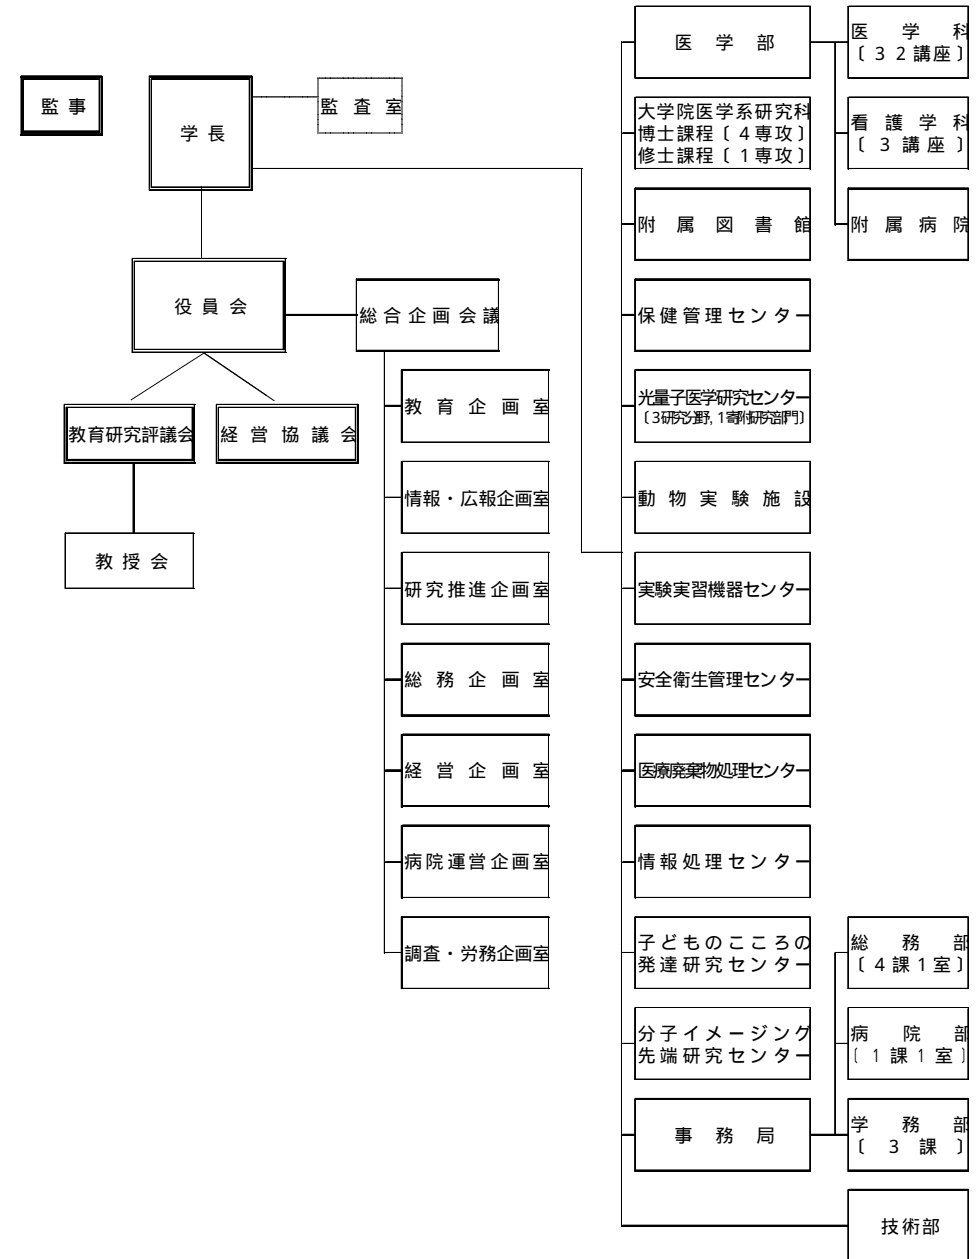 監事
学長
監査室
役員会
総合企画会議
教育研究評議会
経営協議会
教授会
教育企画室
情報・広報企画室
研究推進企画室
総務企画室
経営企画室
病院運営企画室
調査・労務企画室
医学部
大学院医学系研究科
博士課程〔4専攻〕
修士課程〔1専攻〕
附属図書館
保健管理センター
光量子医学研究センター
〔3研究分野,1寄附研究部門〕
動物実験施設
実験実習機器センター
安全衛生管理センター
医療廃棄物処理センター
情報処理センター
子どものこころの
発達研究センター
分子イメージング
先端研究センター
事務局
医学科
〔32講座〕
看護学科
〔3講座〕
附属病院
総務部
〔4課1室〕
病院部
〔1課1室〕
学務部
〔3課〕
技術部